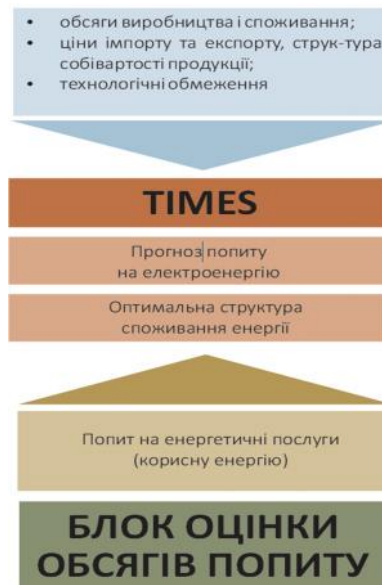 • обсяги виробництва і споживання;
• ціни імпорту та експорту, струк-тура
собівартості продукції;
• технологічні обмеження
TIMES
Прогноз попиту
на електроенергію
Оптимальна структура
споживання енергії
Попит на енергетичні послуги
(корисну енергію)
БЛОК ОЦІНКИ
ОБСЯГІВ ПОПИТУ